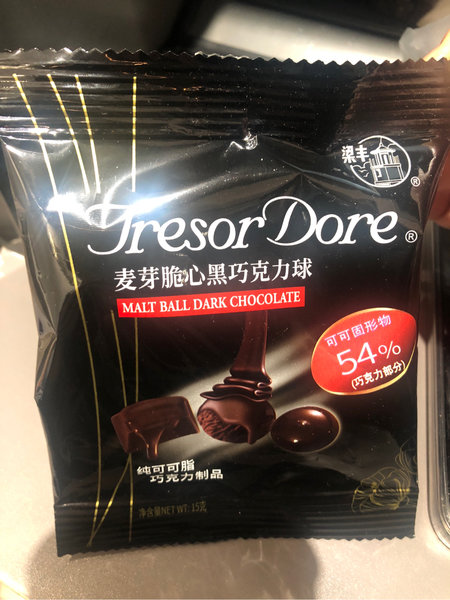 梁丰
®
Tresor Dore®
麦芽脆心黑巧克力球
MALT BALL DARK CHOCOLATE
可可固形物
54%
(巧克力部分)
纯可可脂
巧克力制品
净含量NET WT: 15克